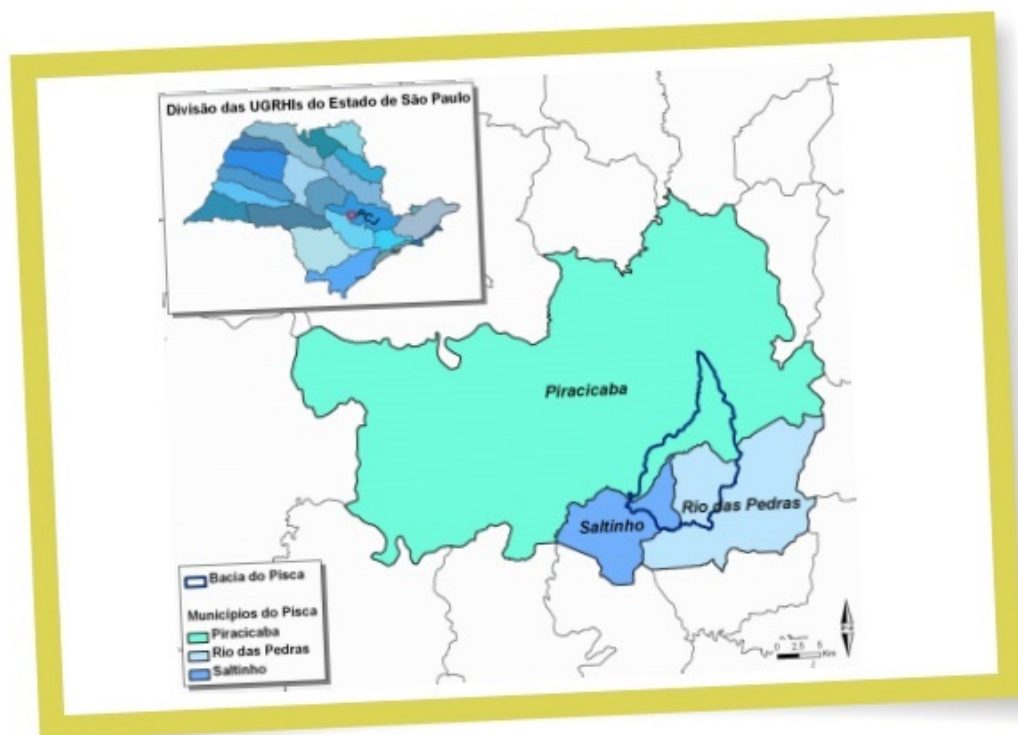 Divisão das UGRHIs do Estado de São Paulo
PCJ
Piracicaba
Rio das Pedras
Saltinho
Bacia do Pisca
Municípios do Pisca
Piracicaba
Rio das Pedras
Saltinho
0 2,5 5
Km